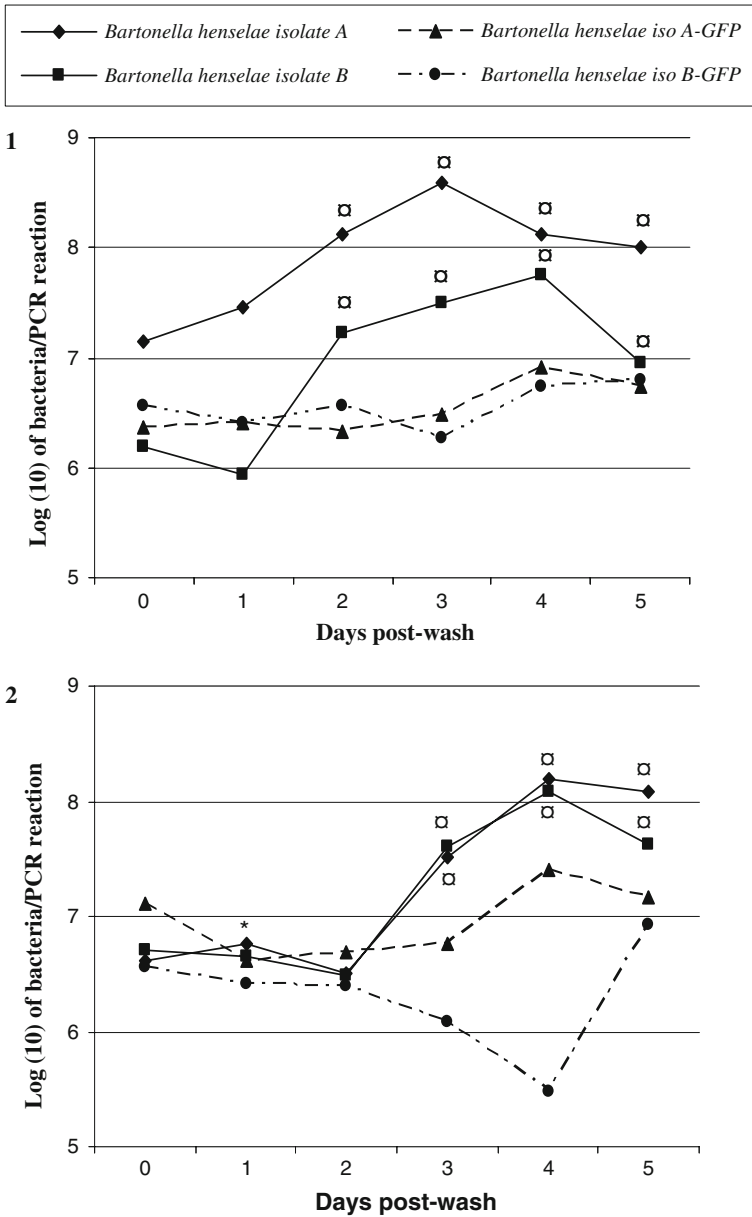 Bartonella henselae isolate A
Bartonella henselae iso A-GFP
Bartonella henselae isolate B
Bartonella henselae iso B-GFP
1
Log (10) of bacteria/PCR reaction
9
8
7
6
5
¤ ¤ ¤ ¤
¤ ¤ ¤ ¤
0 1 2 3 4 5
Days post-wash
2
Log (10) of bacteria/PCR reaction
9
8
7
6
5
¤ ¤ ¤
¤ ¤ ¤
*
0 1 2 3 4 5
Days post-wash